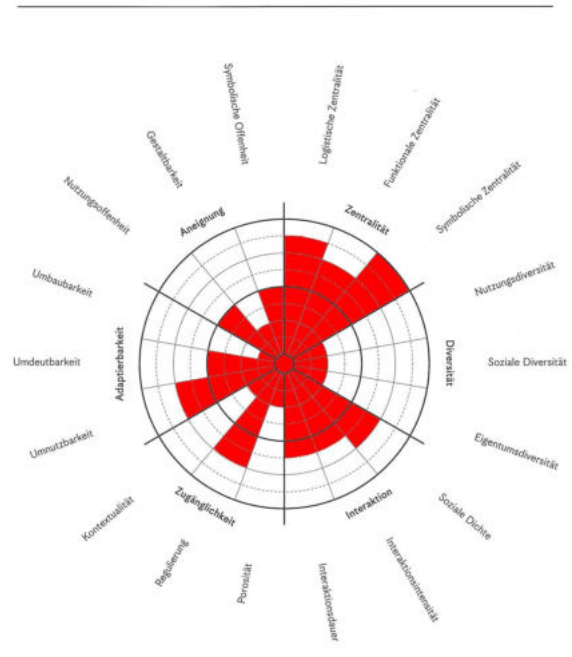 Symbolische Offenheit
Logistische Zentralität
Funktionale Zentralität
Symbolische Zentralität
Nutzungsdiversität
Soziale Diversität
Eigentumsdiversität
Soziale Dichte
Interaktionsintensität
Interaktionsdauer
Porosität
Regulierung
Kontextualität
Umnutzbarkeit
Umdeutbarkeit
Umbaubarkeit
Nutzungsoffenheit
Gestaltbarkeit
Aneignung
Zentralität
Diversität
Interaktion
Zugänglichkeit
Adaptierbarkeit